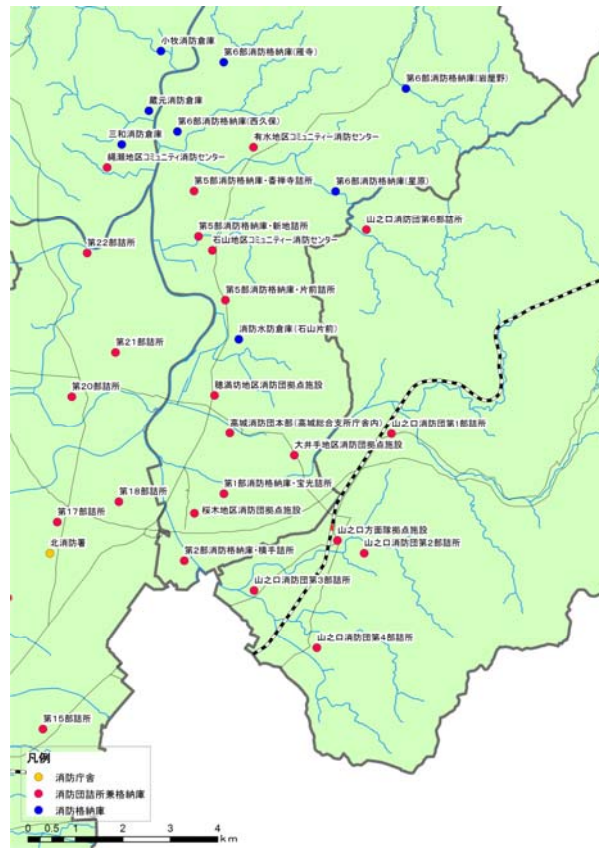 小牧消防倉庫
第6部消防格納庫(雁寺)
第6部消防格納庫(岩屋野)
蔵元消防倉庫
第6部消防格納庫(西久保)
三和消防倉庫
有水地区コミュニティー消防センター
縄瀬地区コミュニティ消防センター
第5部消防格納庫・香禅寺詰所
第6部消防格納庫(星原)
山之口消防団第6部詰所
第5部消防格納庫・新地詰所
第22部詰所
石山地区コミュニティー消防センター
第5部消防格納庫・片前詰所
消防水防倉庫(石山片前)
第21部詰所
第20部詰所
穂満坊地区消防団拠点施設
高城消防団本部(高城総合支所庁舎内)
山之口消防団第1部詰所
大井手地区消防団拠点施設
第18部詰所
第1部消防格納庫・宝光詰所
第17部詰所
桜木地区消防団拠点施設
山之口方面隊拠点施設
北消防署
第2部消防格納庫・横手詰所
山之口消防団第2部詰所
山之口消防団第3部詰所
山之口消防団第4部詰所
第15部詰所
凡例
消防庁舎
消防団詰所兼格納庫
消防格納庫
0 0.5 1 2 3 4
km